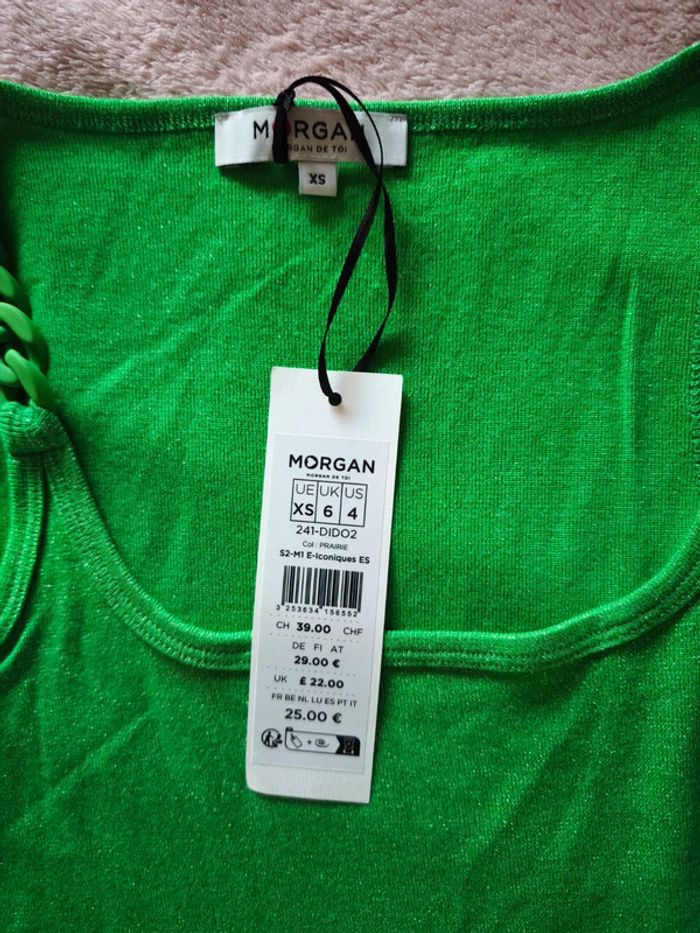 MORGAN
MORGAN DE TOI
XS
MORGAN
MORGAN DE TOI
UE UK US
XS 6 4
241-DIDO2
Col : PRAIRIE
S2-M1 E-Iconiques ES
3 253634 156552
CH 39.00 CHF
DE FI AT
29.00 €
UK £ 22.00
FR BE NL LU ES PT IT
25.00 €
+